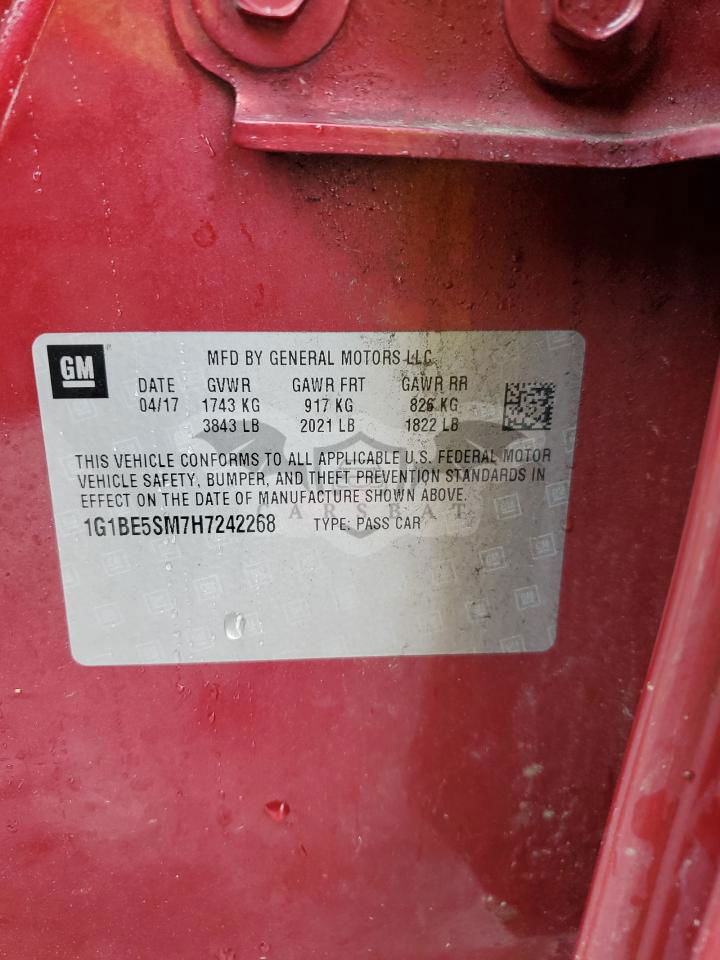 GM
MFD BY GENERAL MOTORS LLC
DATE GVWR GAWR FRT GAWR RR
04/17 1743 KG 917 KG 826 KG
3843 LB 2021 LB 1822 LB
THIS VEHICLE CONFORMS TO ALL APPLICABLE U.S. FEDERAL MOTOR
VEHICLE SAFETY, BUMPER, AND THEFT PREVENTION STANDARDS IN
EFFECT ON THE DATE OF MANUFACTURE SHOWN ABOVE.
CARSBAT
1G1BE5SM7H7242268 TYPE: PASS CAR